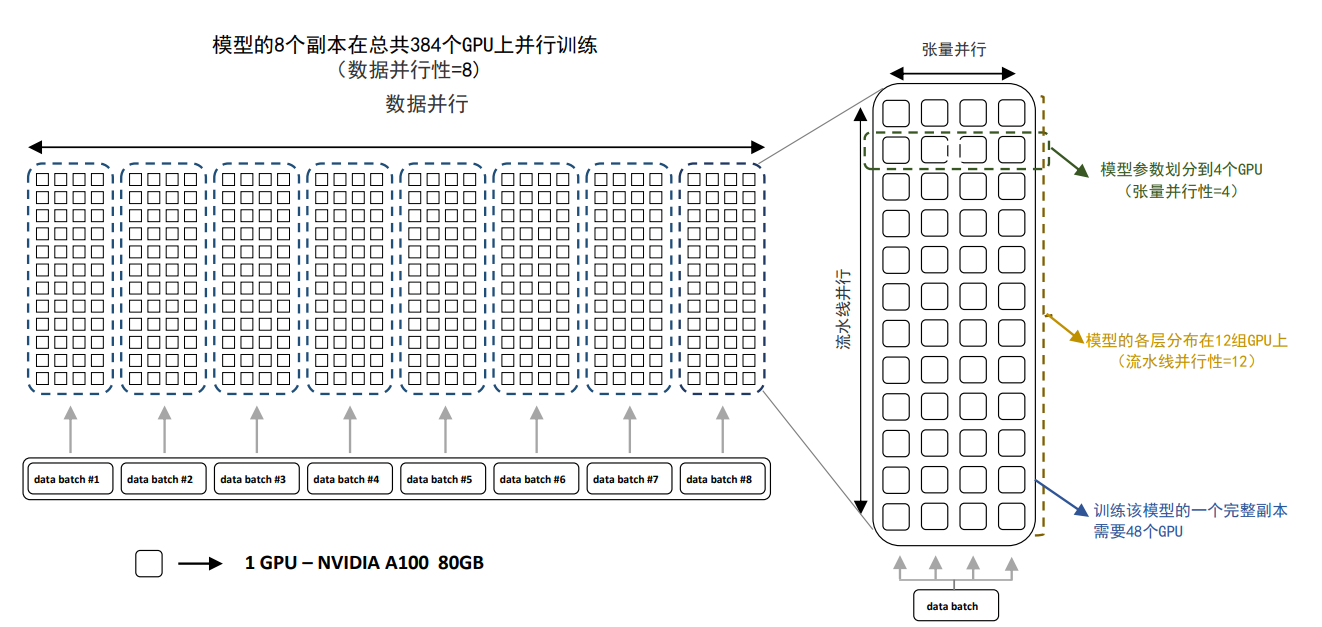 模型的8个副本在总共384个GPU上并行训练
（数据并行性=8）
数据并行
data batch #1
data batch #2
data batch #3
data batch #4
data batch #5
data batch #6
data batch #7
data batch #8
1 GPU – NVIDIA A100 80GB
张量并行
流水线并行
模型参数划分到4个GPU
（张量并行性=4）
模型的各层分布在12组GPU上
（流水线并行性=12）
训练该模型的一个完整副本
需要48个GPU
data batch